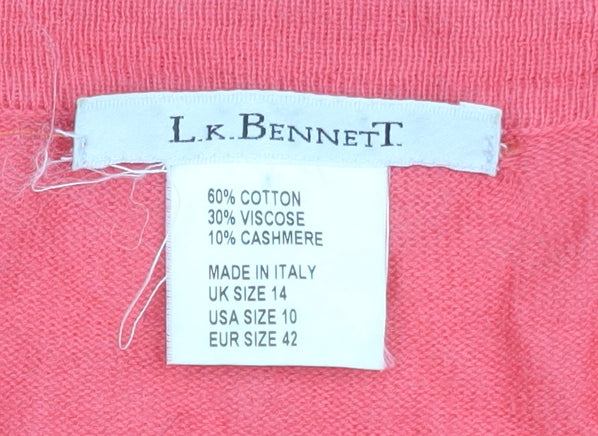 L.K.BENNETT
60% COTTON
30% VISCOSE
10% CASHMERE
MADE IN ITALY
UK SIZE 14
USA SIZE 10
EUR SIZE 42